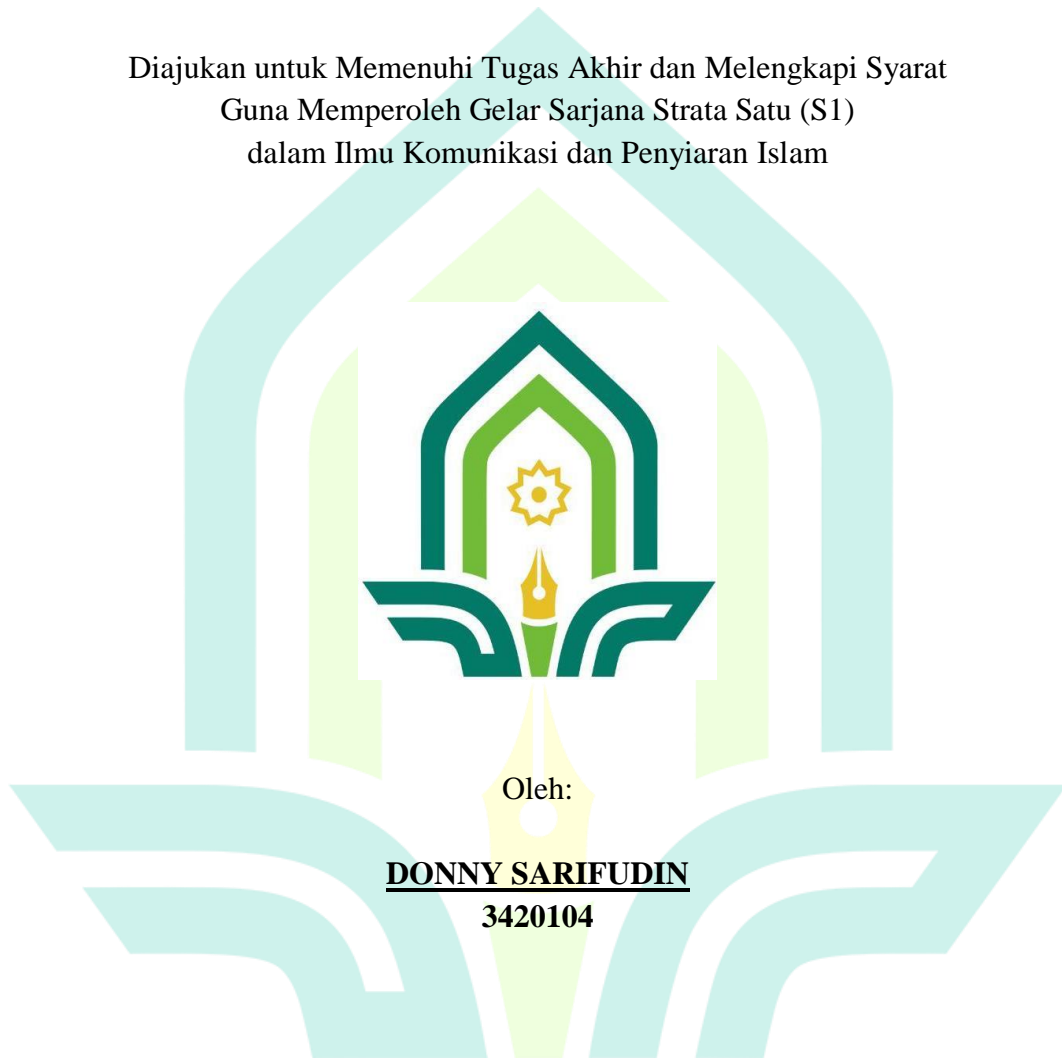 Diajukan untuk Memenuhi Tugas Akhir dan Melengkapi Syarat
Guna Memperoleh Gelar Sarjana Strata Satu (S1)
dalam Ilmu Komunikasi dan Penyiaran Islam
Oleh:
DONNY SARIFUDIN
3420104